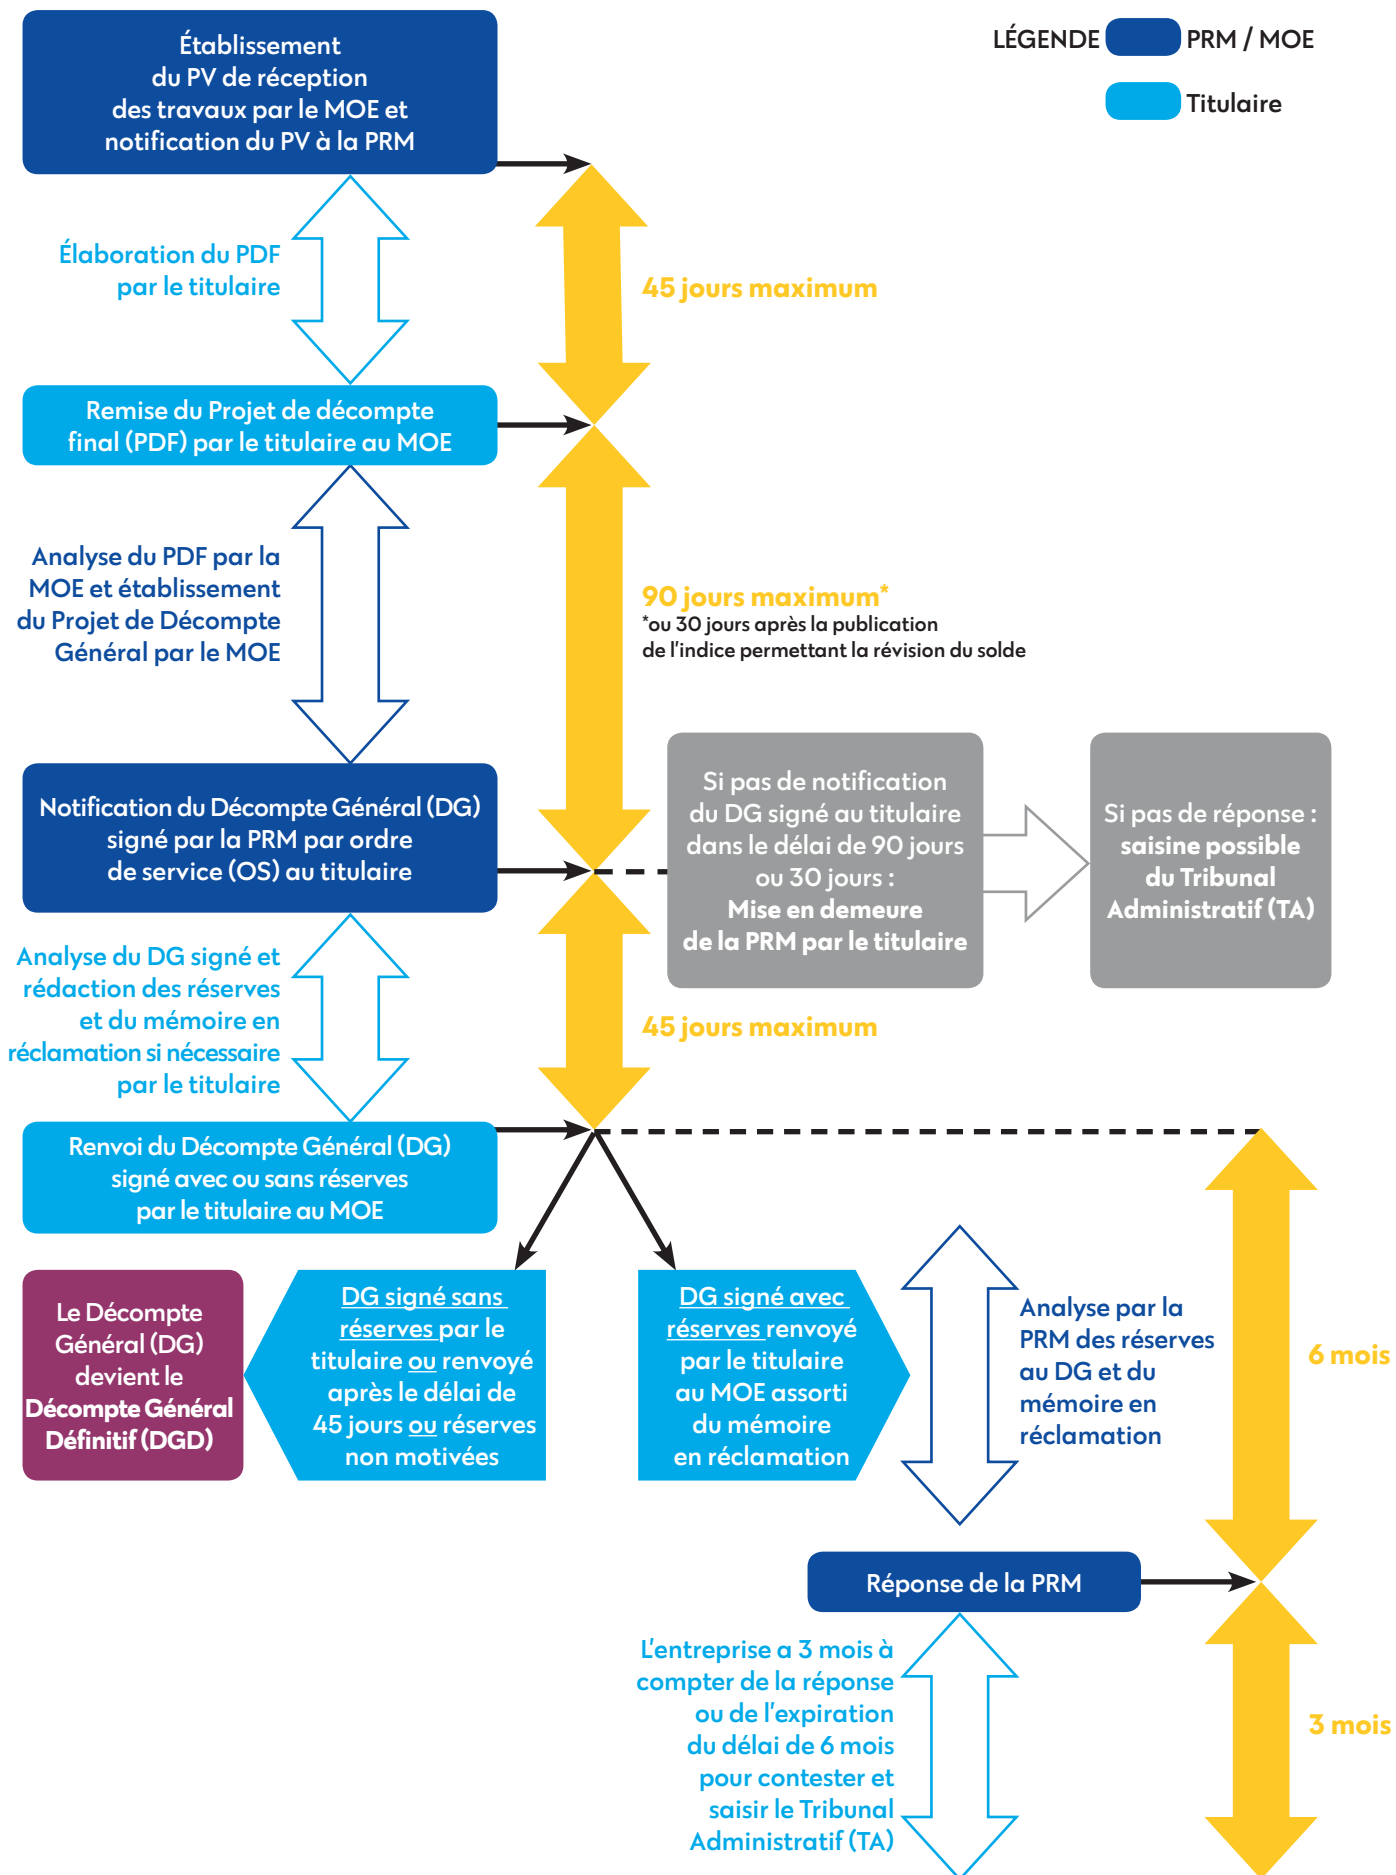 Établissement
du PV de réception
des travaux par le MOE et
notification du PV à la PRM
LÉGENDE
PRM / MOE
Titulaire
Élaboration du PDF
par le titulaire
45 jours maximum
Remise du Projet de décompte
final (PDF) par le titulaire au MOE
Analyse du PDF par la
MOE et établissement
du Projet de Décompte
Général par le MOE
90 jours maximum*
*ou 30 jours après la publication
de l'indice permettant la révision du solde
Notification du Décompte Général (DG)
signé par la PRM par ordre
de service (OS) au titulaire
Si pas de notification
du DG signé au titulaire
dans le délai de 90 jours
ou 30 jours :
Mise en demeure
de la PRM par le titulaire
Si pas de réponse :
saisine possible
du Tribunal
Administratif (TA)
Analyse du DG signé et
rédaction des réserves
et du mémoire en
réclamation si nécessaire
par le titulaire
45 jours maximum
Renvoi du Décompte Général (DG)
signé avec ou sans réserves
par le titulaire au MOE
Le Décompte
Général (DG)
devient le
Décompte Général
Définitif (DGD)
DG signé sans
réserves par le
titulaire ou renvoyé
après le délai de
45 jours ou réserves
non motivées
DG signé avec
réserves renvoyé
par le titulaire
au MOE assorti
du mémoire
en réclamation
Analyse par la
PRM des réserves
au DG et du
mémoire en
réclamation
6 mois
Réponse de la PRM
L'entreprise a 3 mois à
compter de la réponse
ou de l'expiration
du délai de 6 mois
pour contester et
saisir le Tribunal
Administratif (TA)
3 mois